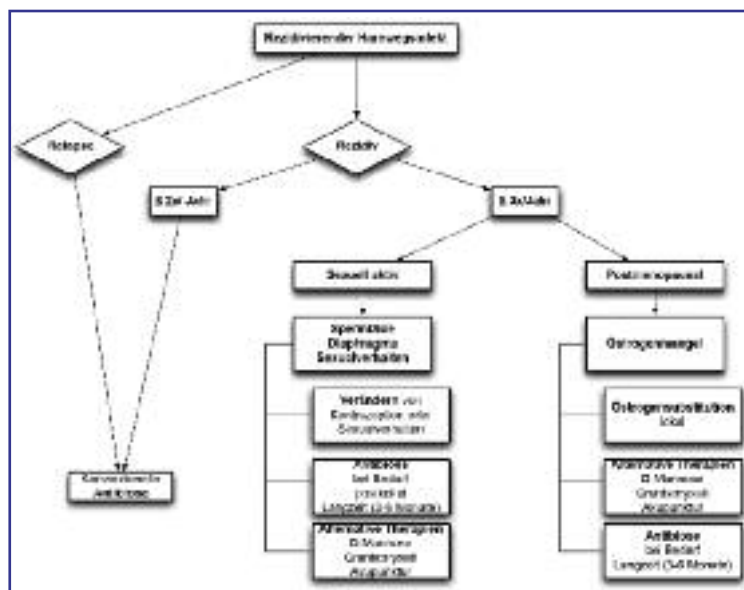 Rezidivierender Harnwegsinfekt
Relapse
Rezidiv
≤ 2x/ Jahr
≥ 3x/Jahr
Sexuell aktiv
Postmenopausal
Spermizide
Diaphragma
Sexualverhalten
Östrogenmangel
Verändern von
Kontrazeption oder
Sexualverhalten
Östrogensubstitution
lokal
Konventionelle
Antibiose
Antibiose
bei Bedarf
postkoital
Langzeit (3-6 Monate)
Alternative Therapien
D-Mannose
Cranberrysaft
Akupunktur
Alternative Therapien
D-Mannose
Cranberrysaft
Akupunktur
Antibiose
bei Bedarf
Langzeit (3-6 Monate)